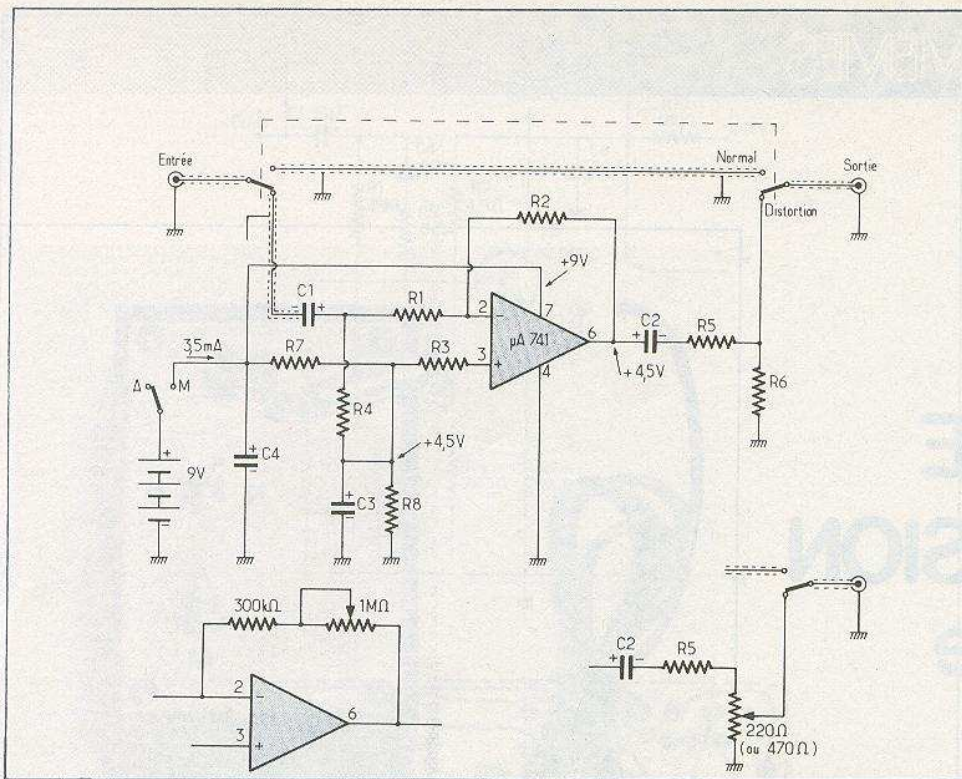 Entrée
Normal
Sortie
Distortion
R2
+9V
C1
- +
R1
2 -
7
µA 741
6
C2
+ -
R5
3,5mA
R7
R3
3 +
4
+4,5V
R6
Δ M
R4
+4,5V
+
9V
-
+
C4
-
+
C3
-
R8
300kΩ
1MΩ
2 -
6
3 +
C2
+ -
R5
220Ω
(ou 470Ω)